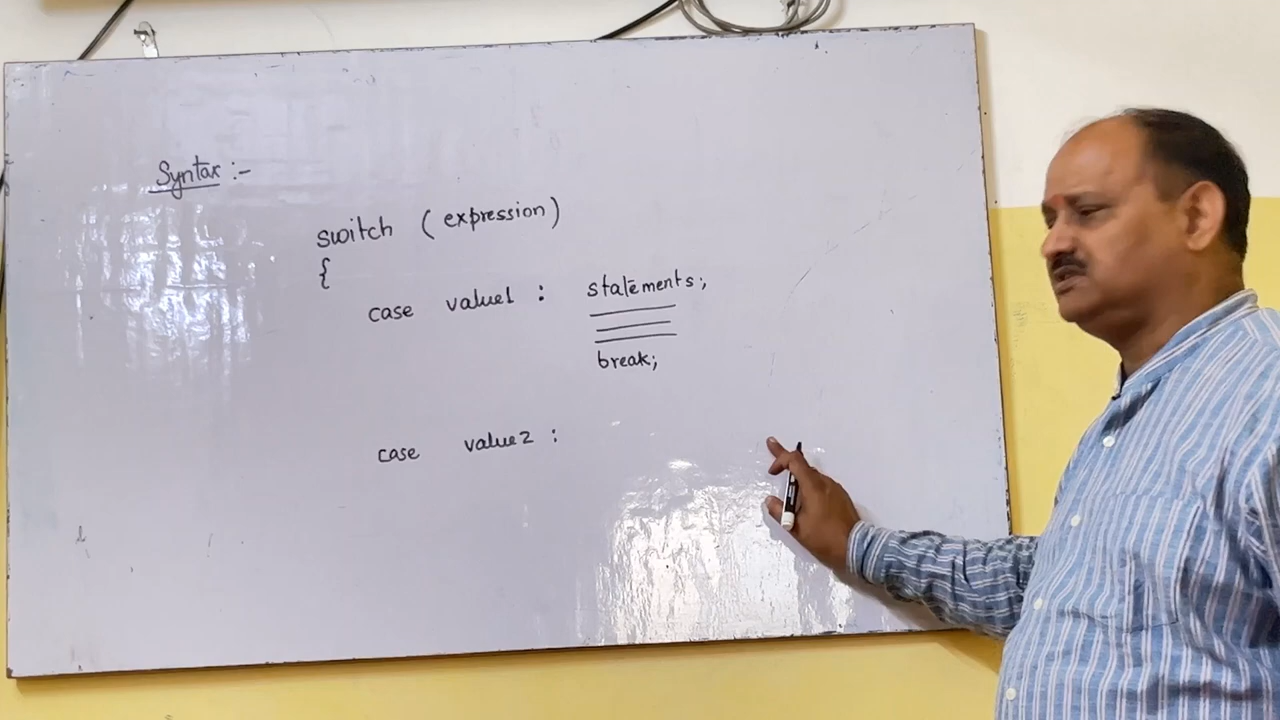 Syntax :-
switch (expression)
{
case value1 : statements;
break;
case value2 :